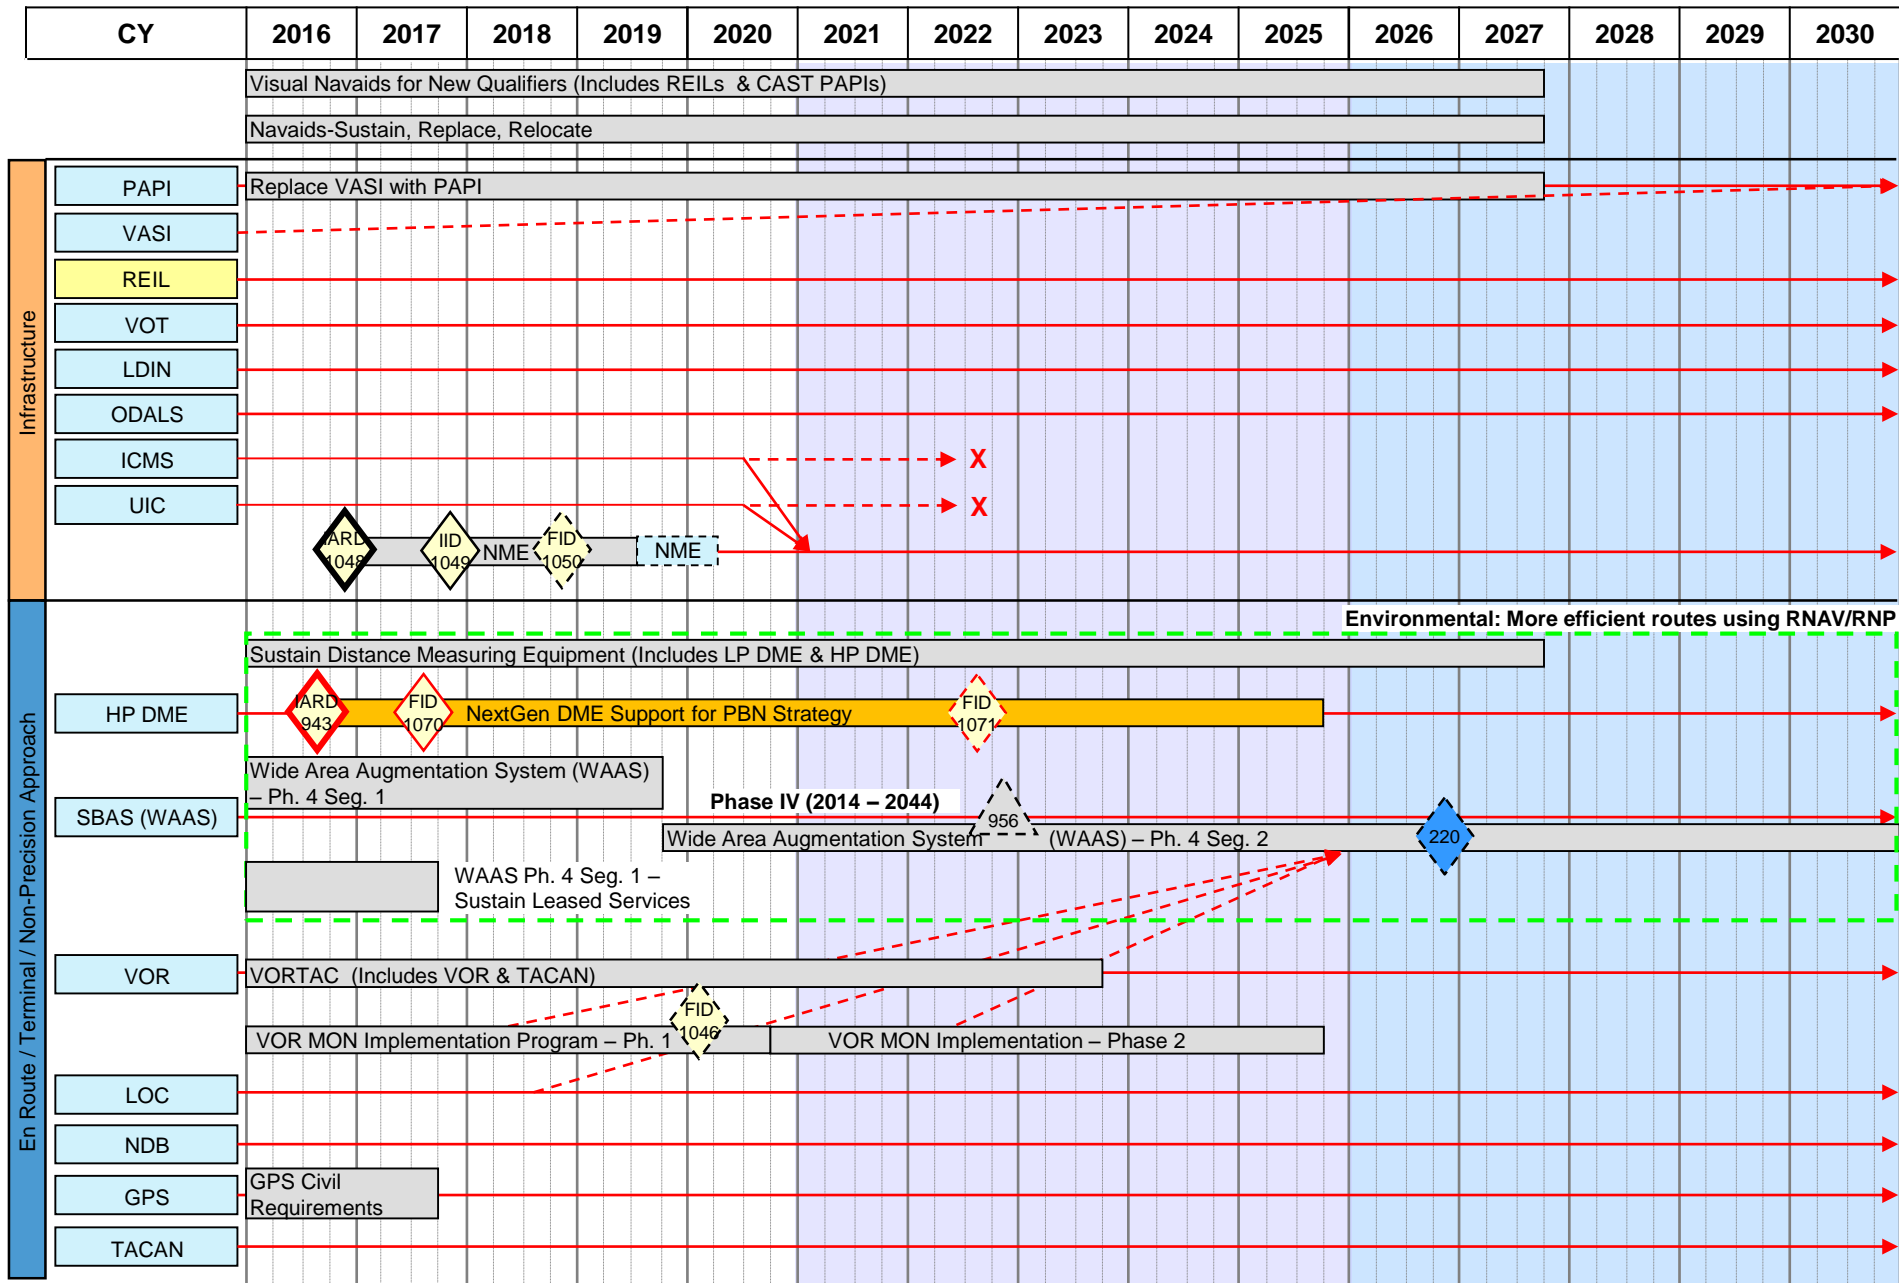 CY 2016 2017 2018 2019 2020 2021 2022 2023 2024 2025 2026 2027 2028 2029 2030
Visual Navaids for New Qualifiers (Includes REILs & CAST PAPIs)
Navaids-Sustain, Replace, Relocate
Infrastructure
PAPI
Replace VASI with PAPI
VASI
REIL
VOT
LDIN
ODALS
ICMS
X
UIC
X
IARD
1048
IID
1049
NME
FID
1050
NME
En Route / Terminal / Non-Precision Approach
Environmental: More efficient routes using RNAV/RNP
Sustain Distance Measuring Equipment (Includes LP DME & HP DME)
HP DME
IARD
943
FID
1070
NextGen DME Support for PBN Strategy
FID
1071
Wide Area Augmentation System (WAAS)
– Ph. 4 Seg. 1
SBAS (WAAS)
Phase IV (2014 – 2044)
956
Wide Area Augmentation System (WAAS) – Ph. 4 Seg. 2
220
WAAS Ph. 4 Seg. 1 –
Sustain Leased Services
VOR
VORTAC (Includes VOR & TACAN)
FID
1046
VOR MON Implementation Program – Ph. 1
VOR MON Implementation – Phase 2
LOC
NDB
GPS
GPS Civil
Requirements
TACAN